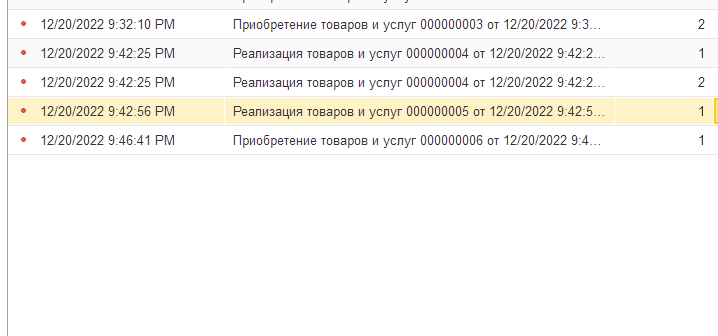 12/20/2022 9:32:10 PM Приобретение товаров и услуг 000000003 от 12/20/2022 9:3... 2
12/20/2022 9:42:25 PM Реализация товаров и услуг 000000004 от 12/20/2022 9:42:2... 1
12/20/2022 9:42:25 PM Реализация товаров и услуг 000000004 от 12/20/2022 9:42:2... 2
12/20/2022 9:42:56 PM Реализация товаров и услуг 000000005 от 12/20/2022 9:42:5... 1
12/20/2022 9:46:41 PM Приобретение товаров и услуг 000000006 от 12/20/2022 9:4... 1